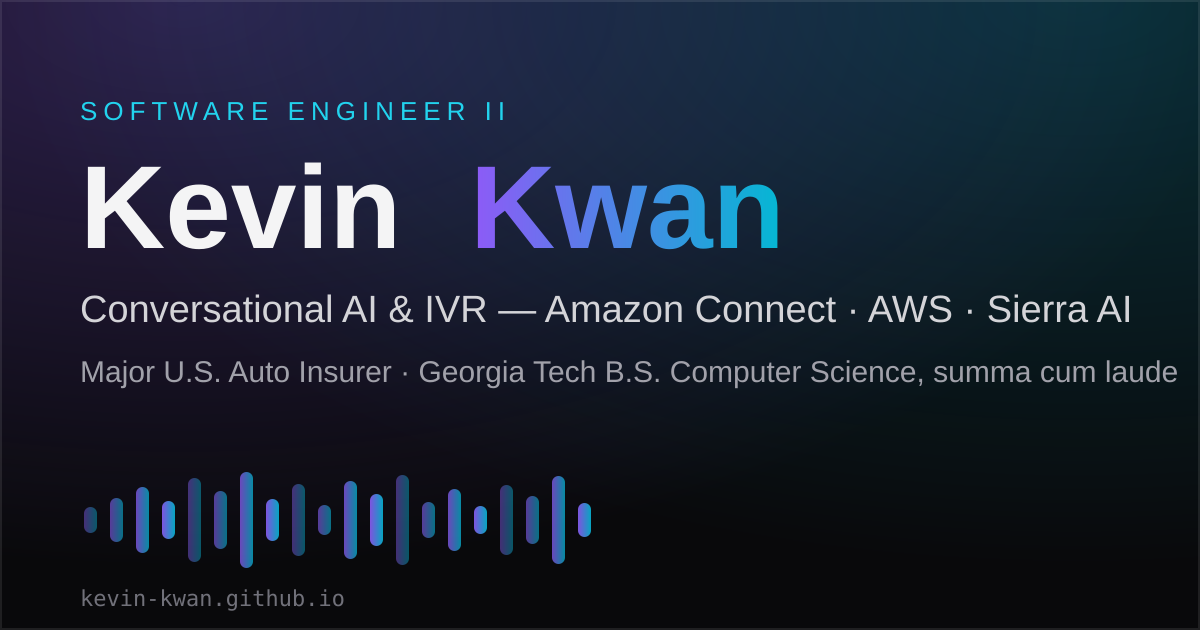 SOFTWARE ENGINEER II
Kevin Kwan
Conversational AI & IVR — Amazon Connect · AWS · Sierra AI
Major U.S. Auto Insurer · Georgia Tech B.S. Computer Science, summa cum laude
kevin-kwan.github.io